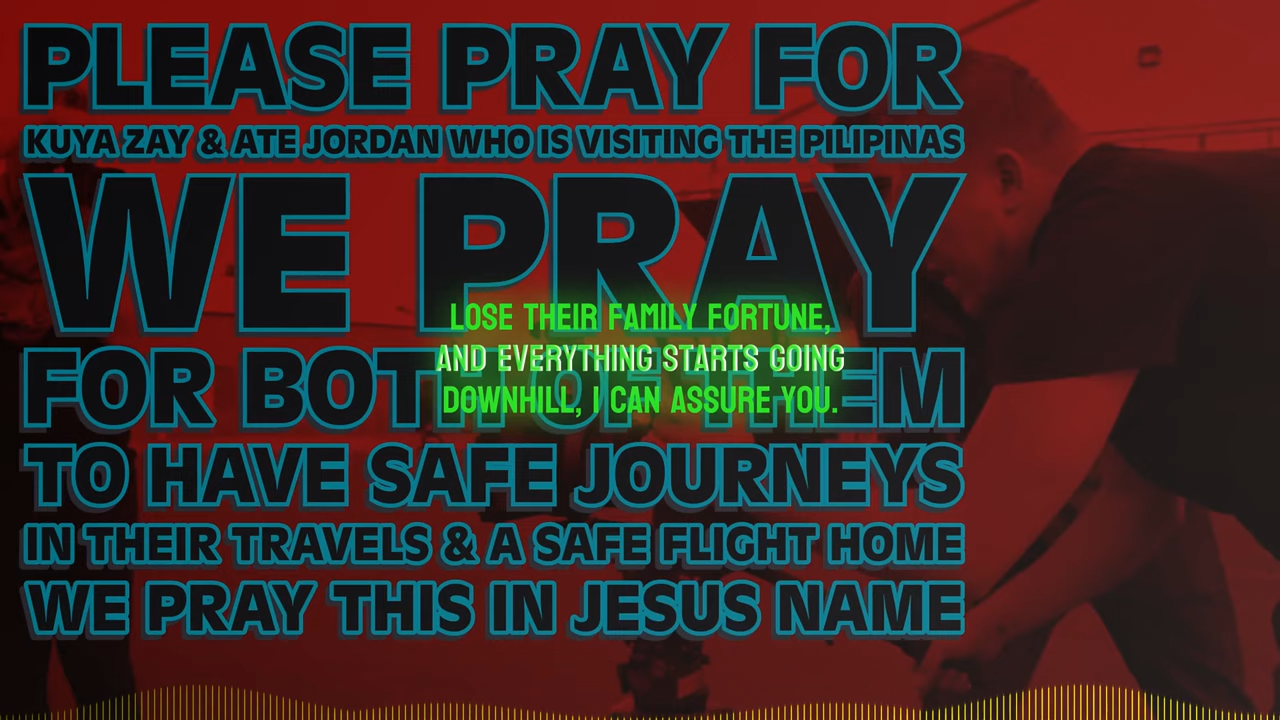 PLEASE PRAY FOR
KUYA ZAY & ATE JORDAN WHO IS VISITING THE PILIPINAS
WE PRAY
FOR BOTH OF THEM
TO HAVE SAFE JOURNEYS
IN THEIR TRAVELS & A SAFE FLIGHT HOME
WE PRAY THIS IN JESUS NAME
LOSE THEIR FAMILY FORTUNE,
AND EVERYTHING STARTS GOING
DOWNHILL, I CAN ASSURE YOU.